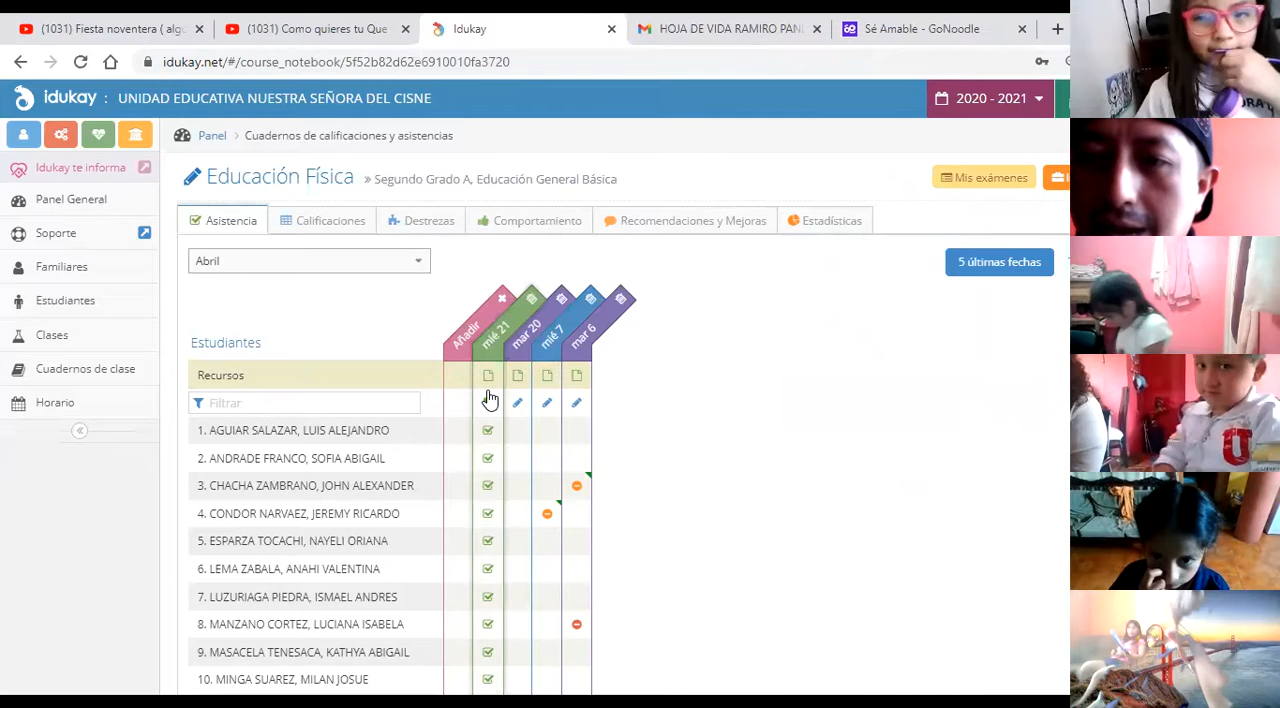 (1031) Fiesta noventera ( algu
(1031) Como quieres tu Que
Idukay
HOJA DE VIDA RAMIRO PAN
Sé Amable - GoNoodle
idukay.net/#/course_notebook/5f52b82d62e6910010fa3720
idukay : UNIDAD EDUCATIVA NUESTRA SEÑORA DEL CISNE
2020 - 2021
Idukay te informa
Panel General
Soporte
Familiares
Estudiantes
Clases
Cuadernos de clase
Horario
Panel > Cuadernos de calificaciones y asistencias
Educación Física » Segundo Grado A, Educación General Básica
Mis exámenes
Asistencia
Calificaciones
Destrezas
Comportamiento
Recomendaciones y Mejoras
Estadísticas
Abril
5 últimas fechas
Añadir
mié 21
mar 20
mié 7
mar 6
Estudiantes
Recursos
Filtrar
1. AGUIAR SALAZAR, LUIS ALEJANDRO
2. ANDRADE FRANCO, SOFIA ABIGAIL
3. CHACHA ZAMBRANO, JOHN ALEXANDER
4. CONDOR NARVAEZ, JEREMY RICARDO
5. ESPARZA TOCACHI, NAYELI ORIANA
6. LEMA ZABALA, ANAHI VALENTINA
7. LUZURIAGA PIEDRA, ISMAEL ANDRES
8. MANZANO CORTEZ, LUCIANA ISABELA
9. MASACELA TENESACA, KATHYA ABIGAIL
10. MINGA SUAREZ, MILAN JOSUE
U